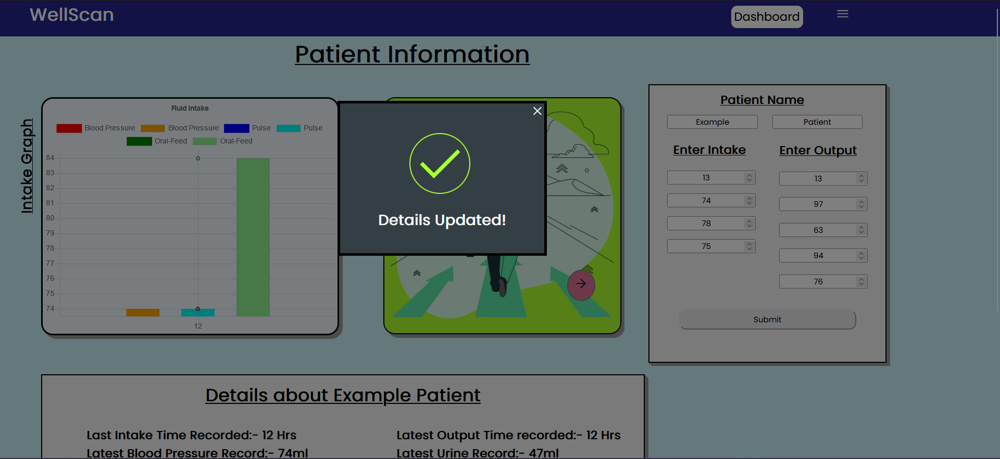 WellScan
Dashboard
Patient Information
Intake Graph
Fluid Intake
Blood Pressure Blood Pressure Pulse Pulse
Oral-Feed Oral-Feed
84
83
82
81
80
79
78
77
76
75
74
12
Details Updated!
Patient Name
Example Patient
Enter Intake Enter Output
13 13
74 97
78 63
75 94
76
Submit
Details about Example Patient
Last Intake Time Recorded:- 12 Hrs
Latest Output Time recorded:- 12 Hrs
Latest Blood Pressure Record:- 74ml
Latest Urine Record:- 47ml